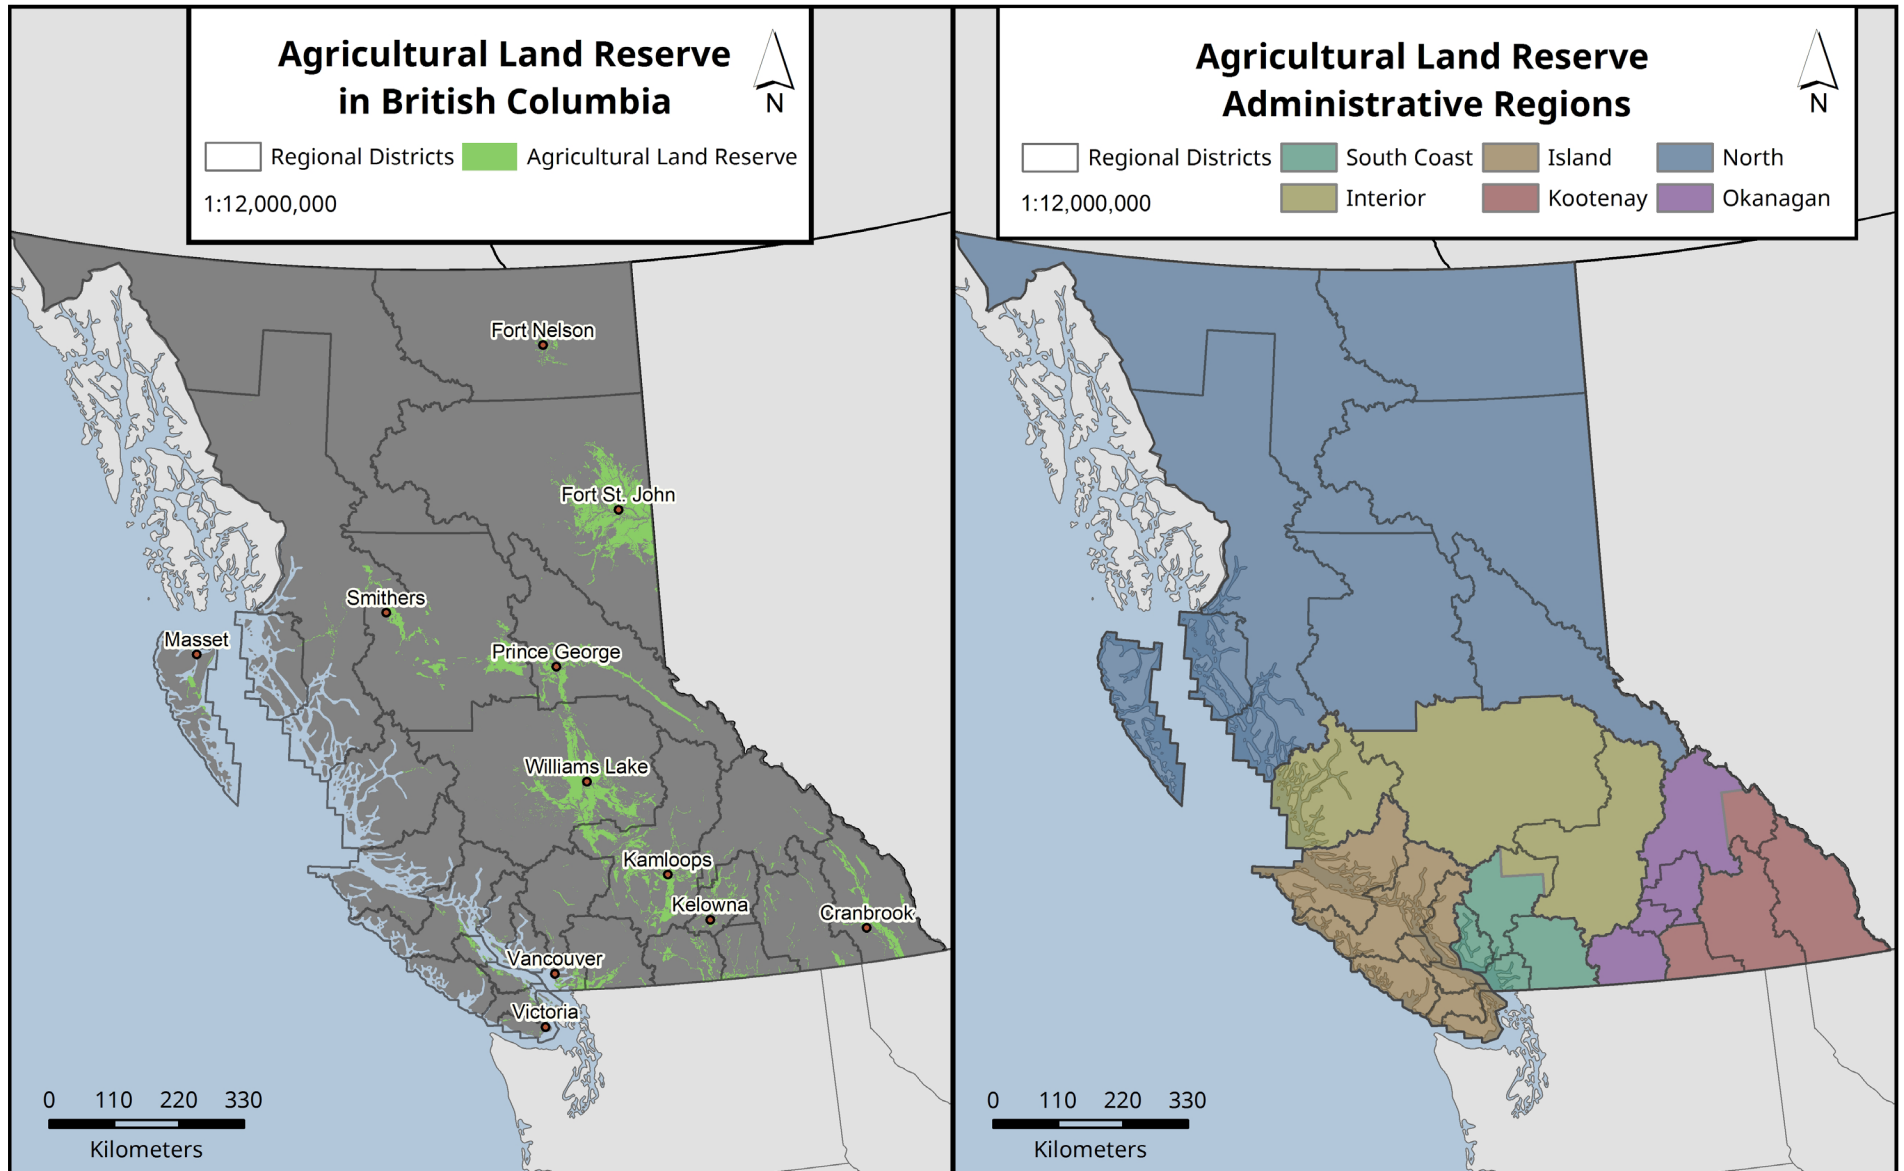 Agricultural Land Reserve
in British Columbia
N
Regional Districts
Agricultural Land Reserve
1:12,000,000
Fort Nelson
Fort St. John
Smithers
Masset
Prince George
Williams Lake
Kamloops
Kelowna
Cranbrook
Vancouver
Victoria
0 110 220 330
Kilometers
Agricultural Land Reserve
Administrative Regions
N
Regional Districts
South Coast
Island
North
1:12,000,000
Interior
Kootenay
Okanagan
0 110 220 330
Kilometers